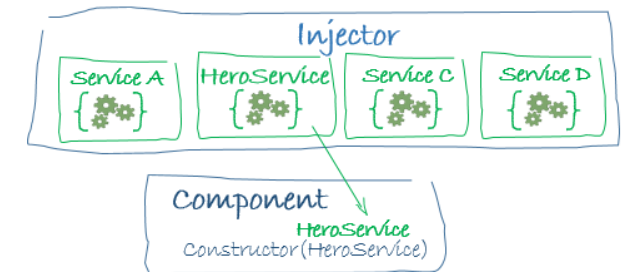 Injector
Service A HeroService Service C Service D
Component
HeroService
Constructor(HeroService)